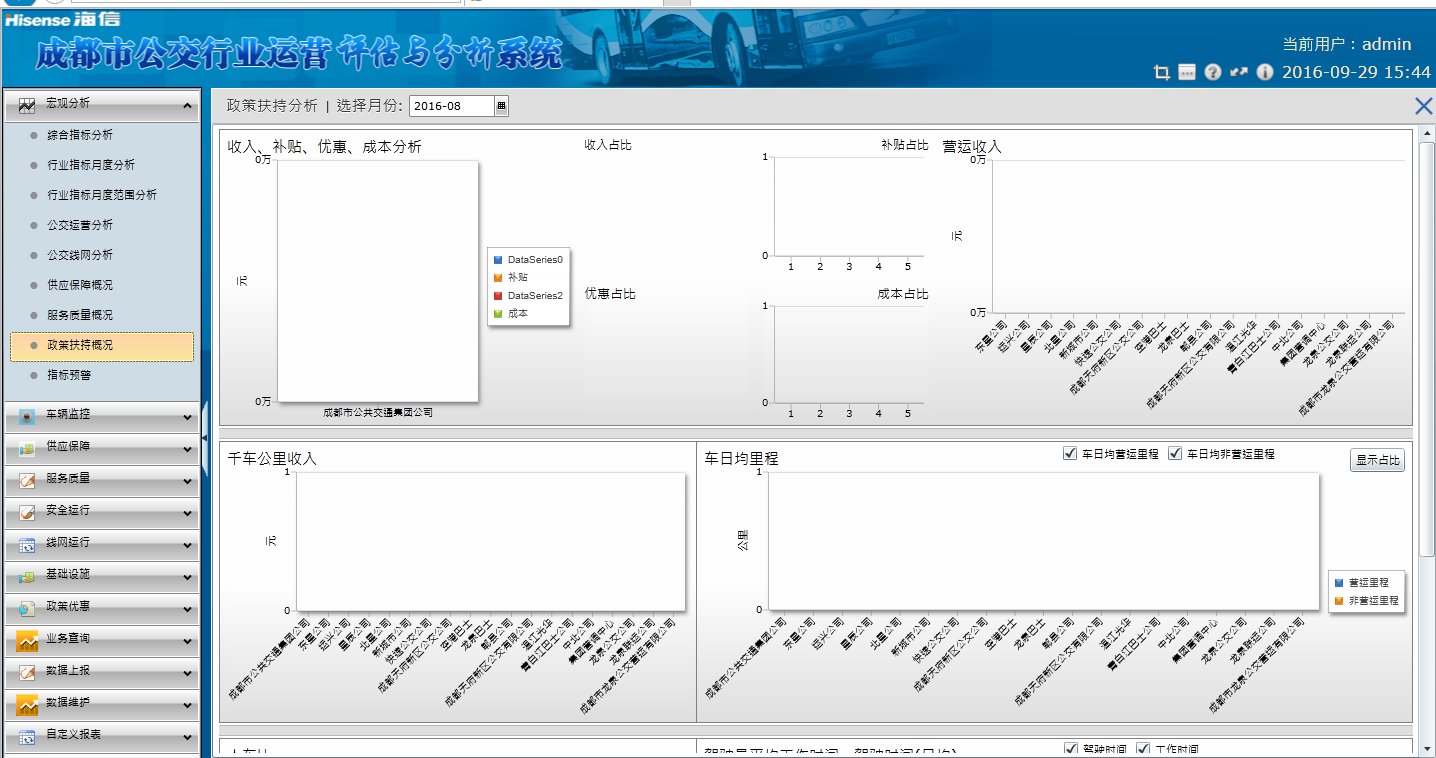 Hisense 海信
成都市公交行业运营评估与分析系统
当前用户：admin
2016-09-29 15:44
宏观分析
综合指标分析
行业指标月度分析
行业指标月度范围分析
公交运营分析
公交线网分析
供应保障概况
服务质量概况
政策扶持概况
指标预警
车辆监控
供应保障
服务质量
安全运行
线网运行
基础设施
政策优惠
业务查询
数据上报
数据维护
自定义报表
政策扶持分析 | 选择月份: 2016-08
收入、补贴、优惠、成本分析
0万
元
0万
成都市公共交通集团公司
DataSeries0
补贴
DataSeries2
成本
收入占比
优惠占比
补贴占比
1
0
1 2 3 4 5
成本占比
1
0
1 2 3 4 5
营运收入
0万
元
0万
东星公司
运兴公司
星辰公司
北星公司
新城市公司
快速公交公司
成都天府新区公交公司
空港巴士
龙泉巴士
郫县公司
成都天府新区公交有限公司
温江光华
青白江巴士公司
中北公司
集团营调中心
龙泉公交公司
龙泉联运公司
成都市龙泉公交营运有限公司
千车公里收入
1
元
0
成都市公共交通集团公司
东星公司
运兴公司
星辰公司
北星公司
新城市公司
快速公交公司
成都天府新区公交公司
空港巴士
龙泉巴士
郫县公司
成都天府新区公交有限公司
温江光华
青白江巴士公司
中北公司
集团营调中心
龙泉公交公司
龙泉联运公司
成都市龙泉公交营运有限公司
车日均里程
车日均营运里程 车日均非营运里程
显示占比
1
公里
0
成都市公共交通集团公司
东星公司
运兴公司
星辰公司
北星公司
新城市公司
快速公交公司
成都天府新区公交公司
空港巴士
龙泉巴士
郫县公司
成都天府新区公交有限公司
温江光华
青白江巴士公司
中北公司
集团营调中心
龙泉公交公司
龙泉联运公司
成都市龙泉公交营运有限公司
营运里程
非营运里程
人车比
驾驶员平均工作时间、驾驶时间(日均)
驾驶时间 工作时间